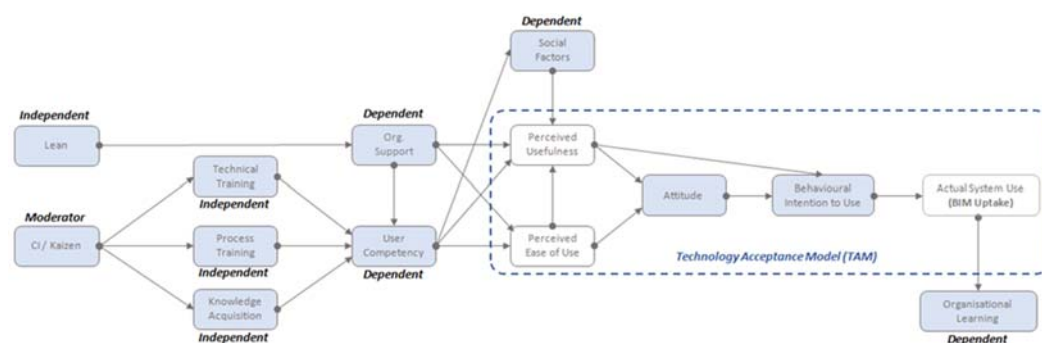 Dependent
Social
Factors
Independent
Lean
Dependent
Org.
Support
Perceived
Usefulness
Technical
Training
Independent
Attitude
Behavioural
Intention to Use
Actual System Use
(BIM Uptake)
Moderator
CI / Kaizen
Process
Training
Independent
User
Competency
Dependent
Perceived
Ease of Use
Technology Acceptance Model (TAM)
Knowledge
Acquisition
Independent
Organisational
Learning
Dependent